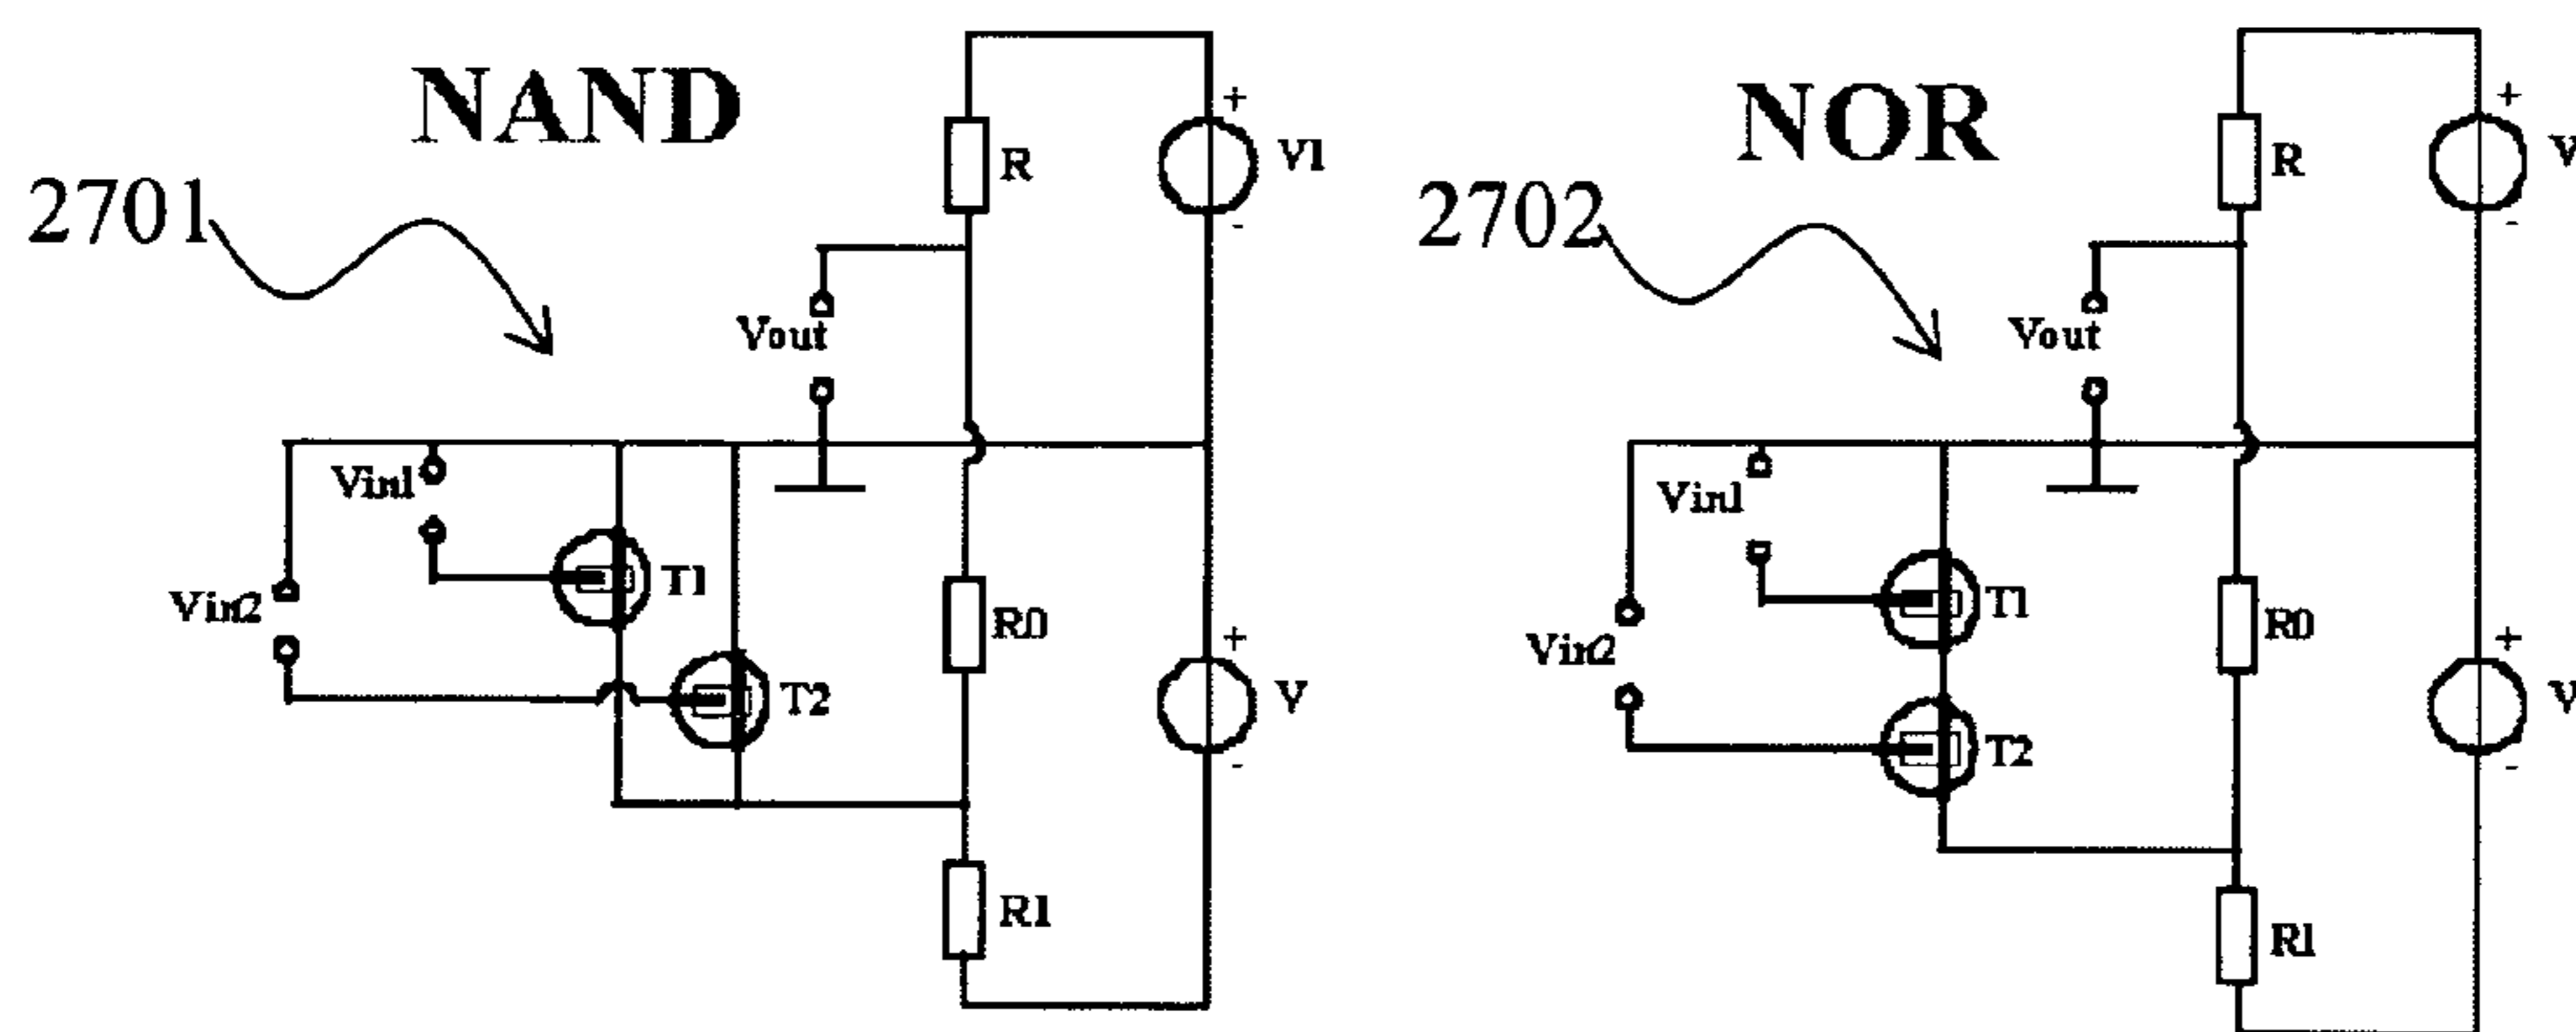 NAND
2701
R
+
V1
-
Vout
Vin1
T1
Vin2
T2
R0
+
V
-
R1
NOR
2702
R
+
V
-
Vout
Vin1
T1
Vin2
T2
R0
+
V
-
R1